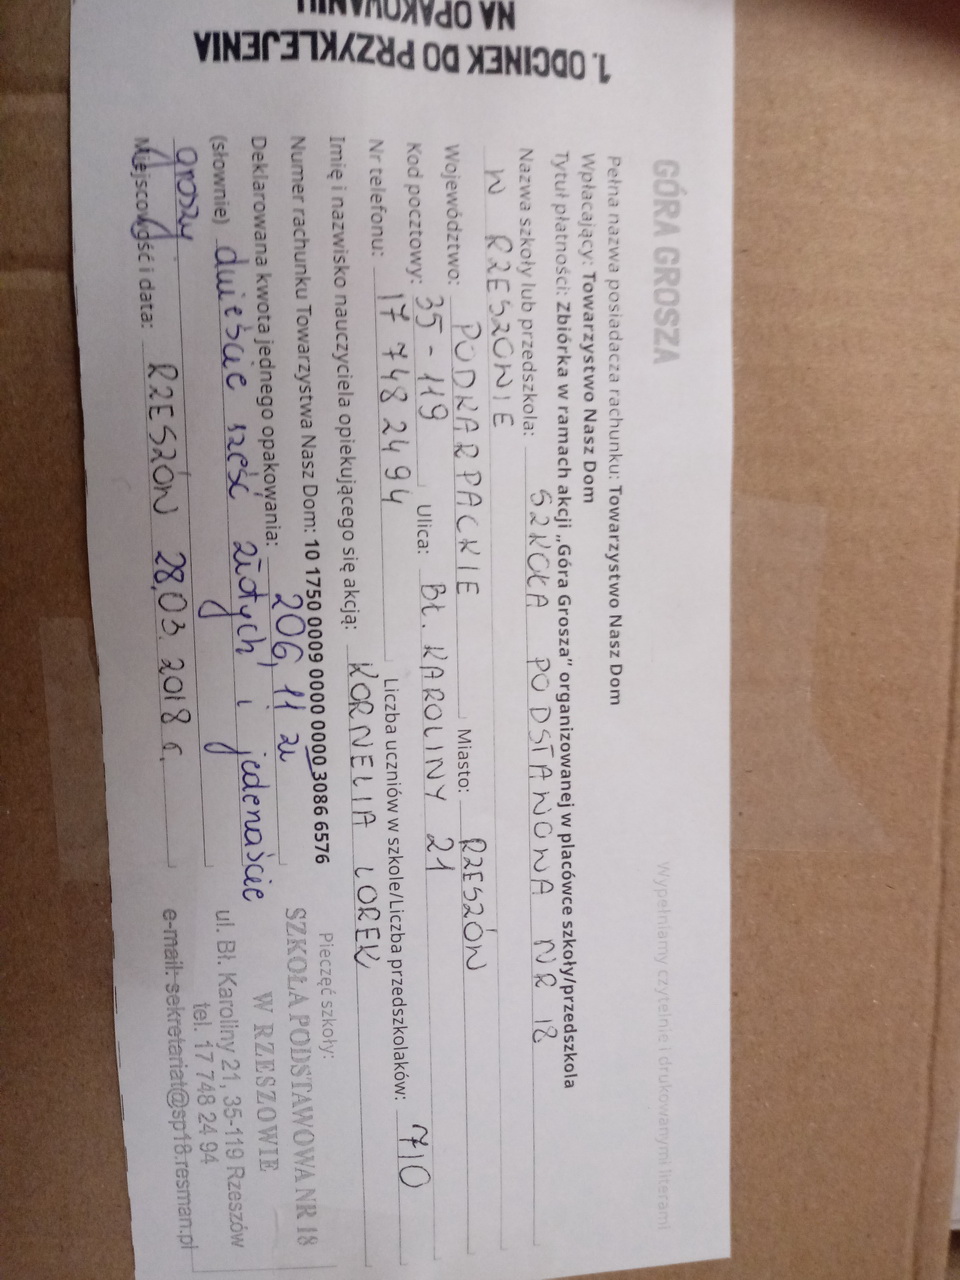 1. ODCINEK DO PRZYKLEJENIA
NA OPAKOWANIU
GÓRA GROSZA
Wypełniamy czytelnie i drukowanymi literami
Pełna nazwa posiadacza rachunku: Towarzystwo Nasz Dom
Wpłacający: Towarzystwo Nasz Dom
Tytuł płatności: Zbiórka w ramach akcji „Góra Grosza” organizowanej w placówce szkoły/przedszkola
Nazwa szkoły lub przedszkola: SZKOŁA PODSTAWOWA NR 18
W RZESZOWIE
Województwo: PODKARPACKIE Miasto: RZESZÓW
Kod pocztowy: 35-119 Ulica: BŁ. KAROLINY 21
Nr telefonu: 17 748 24 94 Liczba uczniów w szkole/Liczba przedszkolaków: 710
Imię i nazwisko nauczyciela opiekującego się akcją: KORNELIA LOREK
Numer rachunku Towarzystwa Nasz Dom: 10 1750 0009 0000 0000 3086 6576
Deklarowana kwota jednego opakowania: 206,11 zł
(słownie) dwieście sześć złotych i jedenaście
groszy
Miejscowość i data: RZESZÓW 28.03.2018 r.
Pieczęć szkoły:
SZKOŁA PODSTAWOWA NR 18
W RZESZOWIE
ul. Bł. Karoliny 21, 35-119 Rzeszów
tel. 17 748 24 94
e-mail: sekretariat@sp18.resman.pl